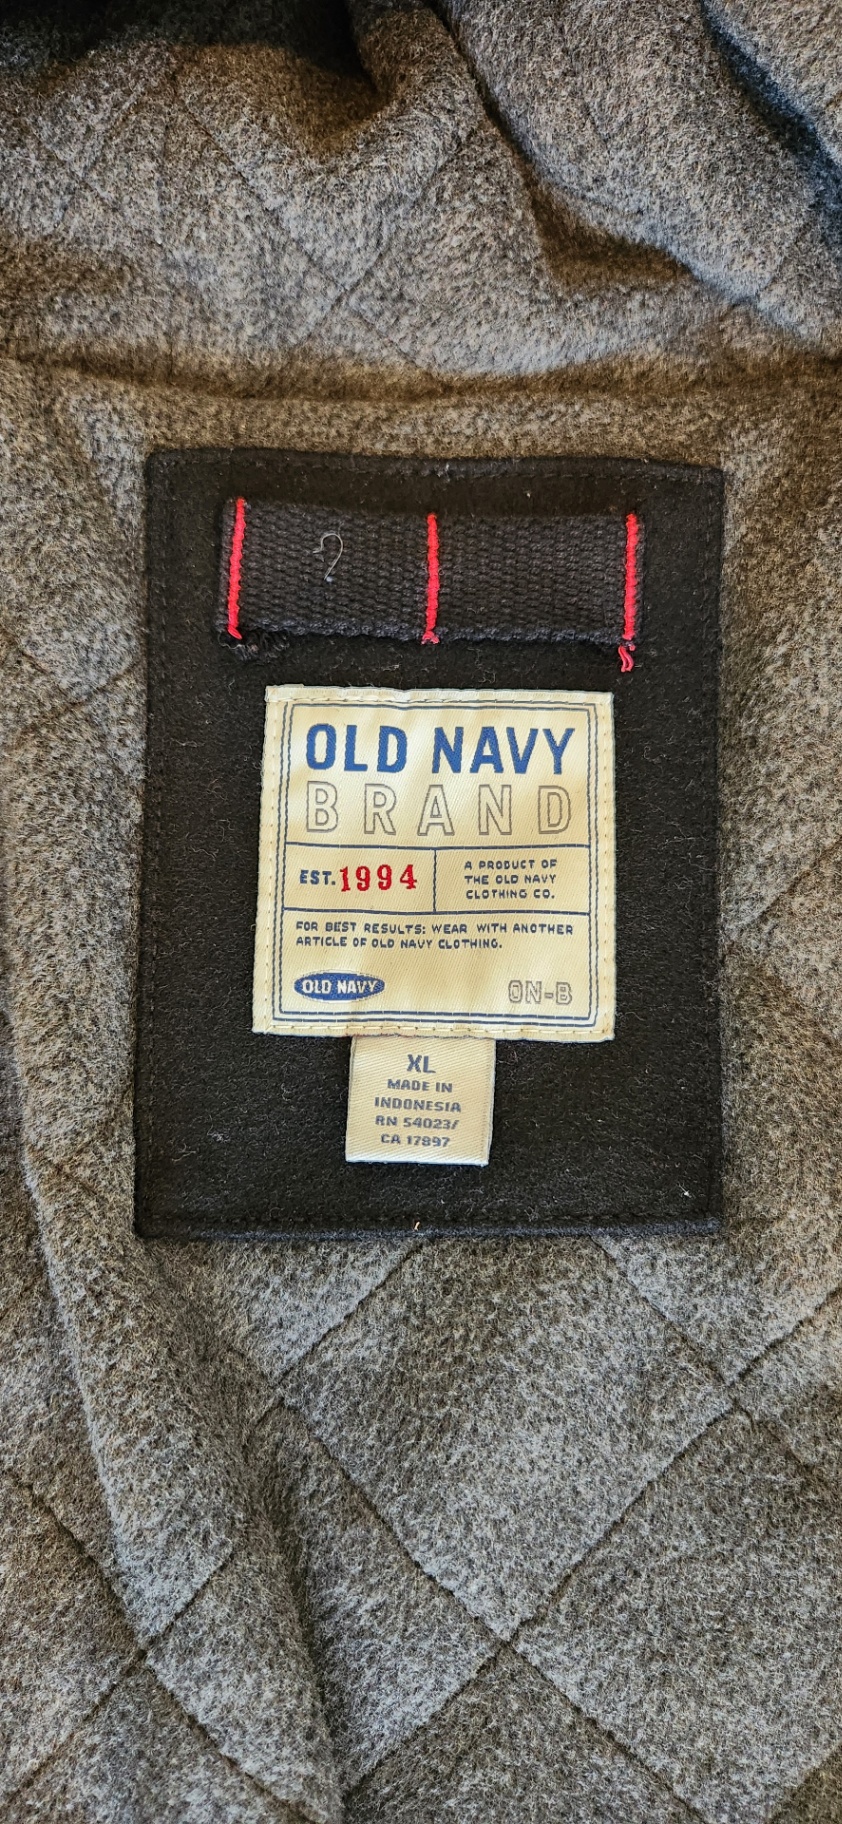 OLD NAVY
BRAND
EST. 1994
A PRODUCT OF
THE OLD NAVY
CLOTHING CO.
FOR BEST RESULTS: WEAR WITH ANOTHER
ARTICLE OF OLD NAVY CLOTHING.
OLD NAVY
ON-B
XL
MADE IN
INDONESIA
RN 54023/
CA 17897